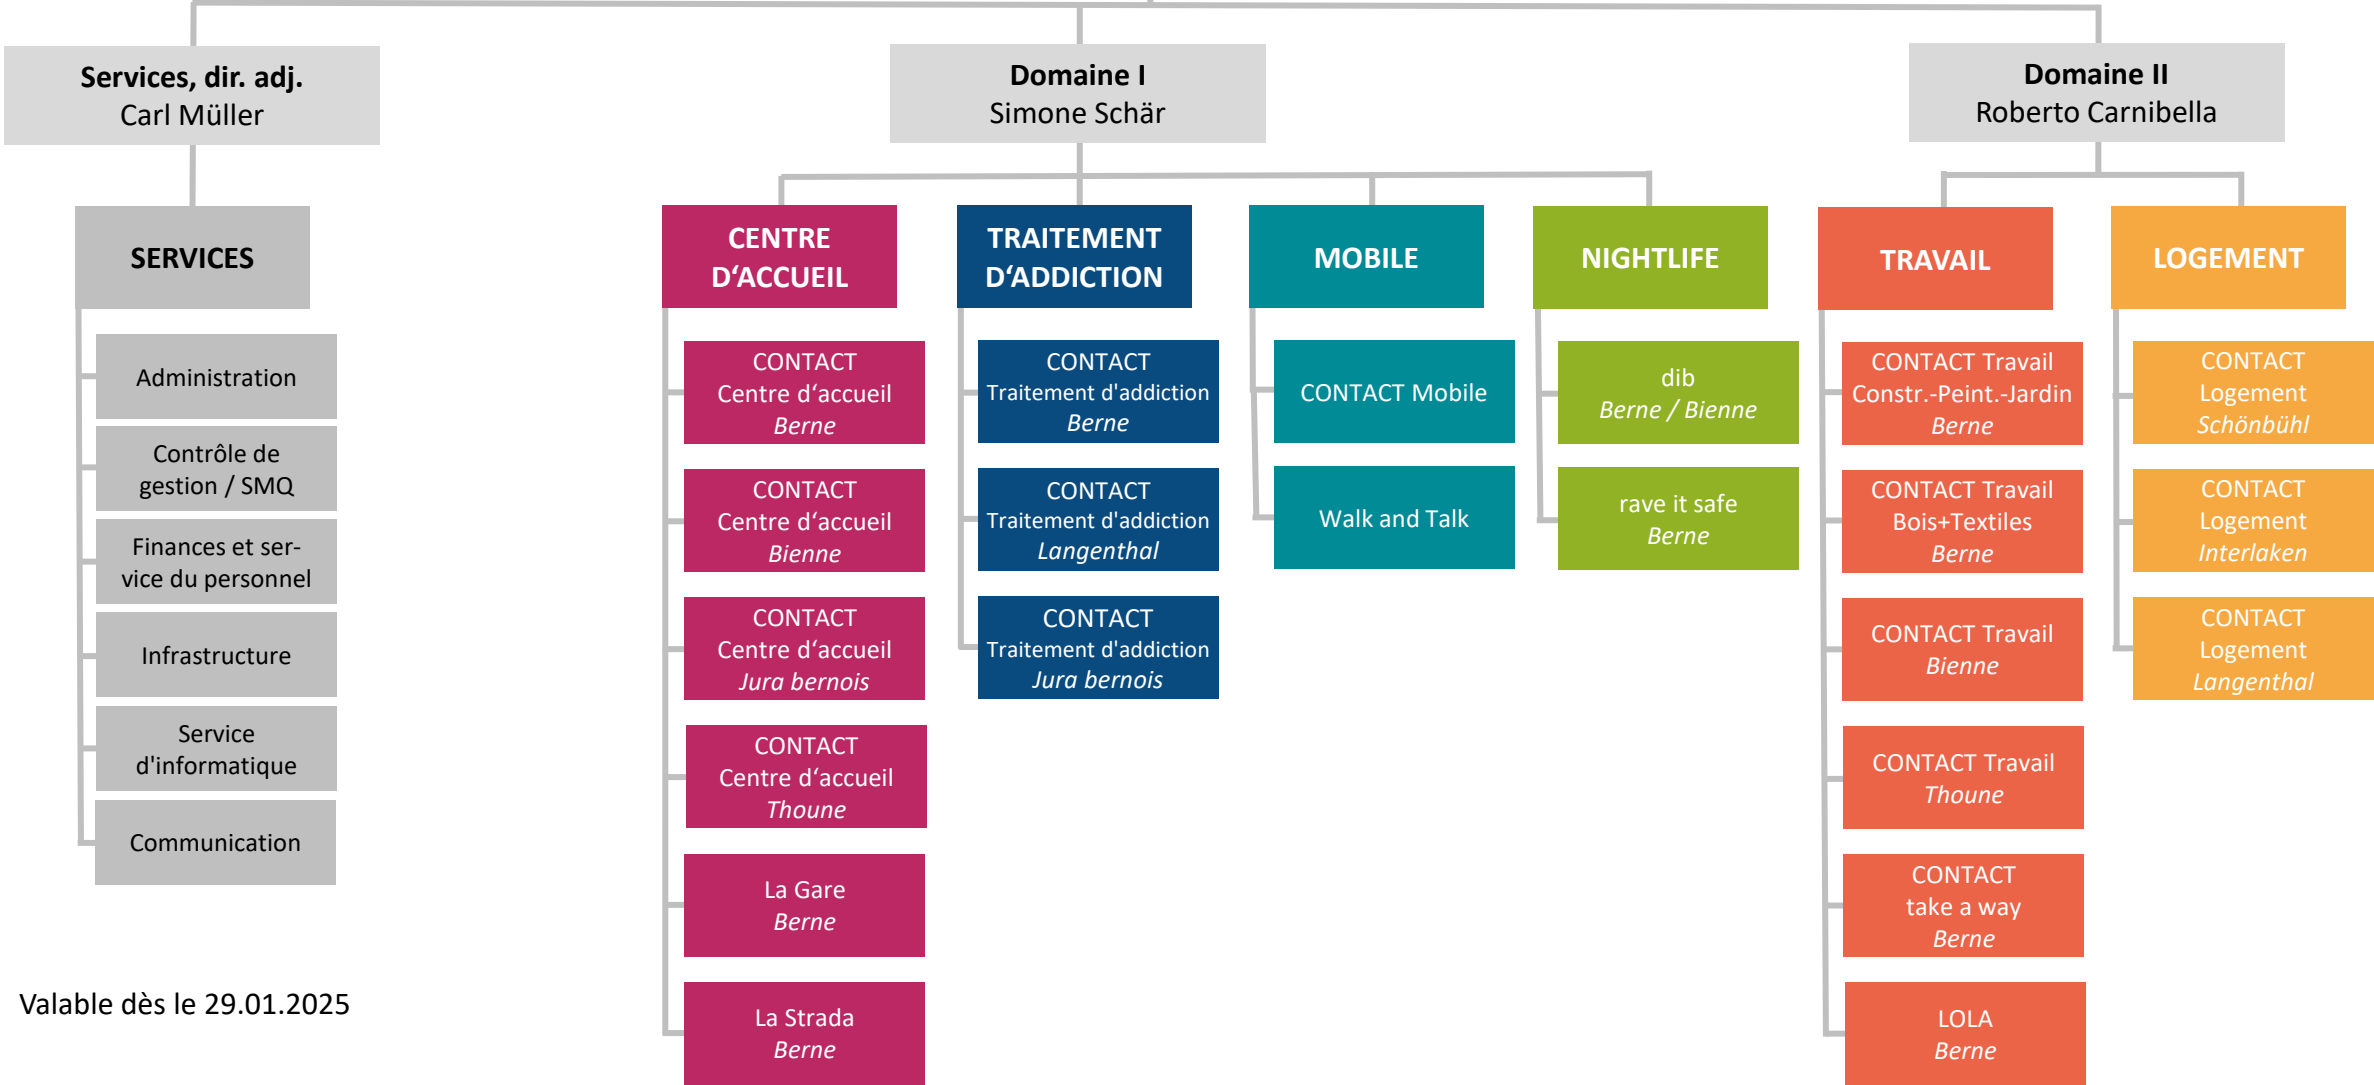 Services, dir. adj.
Carl Müller
Domaine I
Simone Schär
Domaine II
Roberto Carnibella
SERVICES
Administration
Contrôle de
gestion / SMQ
Finances et ser-
vice du personnel
Infrastructure
Service
d'informatique
Communication
CENTRE
D‘ACCUEIL
CONTACT
Centre d‘accueil
Berne
CONTACT
Centre d‘accueil
Bienne
CONTACT
Centre d‘accueil
Jura bernois
CONTACT
Centre d‘accueil
Thoune
La Gare
Berne
La Strada
Berne
TRAITEMENT
D‘ADDICTION
CONTACT
Traitement d'addiction
Berne
CONTACT
Traitement d'addiction
Langenthal
CONTACT
Traitement d'addiction
Jura bernois
MOBILE
CONTACT Mobile
Walk and Talk
NIGHTLIFE
dib
Berne / Bienne
rave it safe
Berne
TRAVAIL
CONTACT Travail
Constr.-Peint.-Jardin
Berne
CONTACT Travail
Bois+Textiles
Berne
CONTACT Travail
Bienne
CONTACT Travail
Thoune
CONTACT
take a way
Berne
LOLA
Berne
LOGEMENT
CONTACT
Logement
Schönbühl
CONTACT
Logement
Interlaken
CONTACT
Logement
Langenthal
Valable dès le 29.01.2025